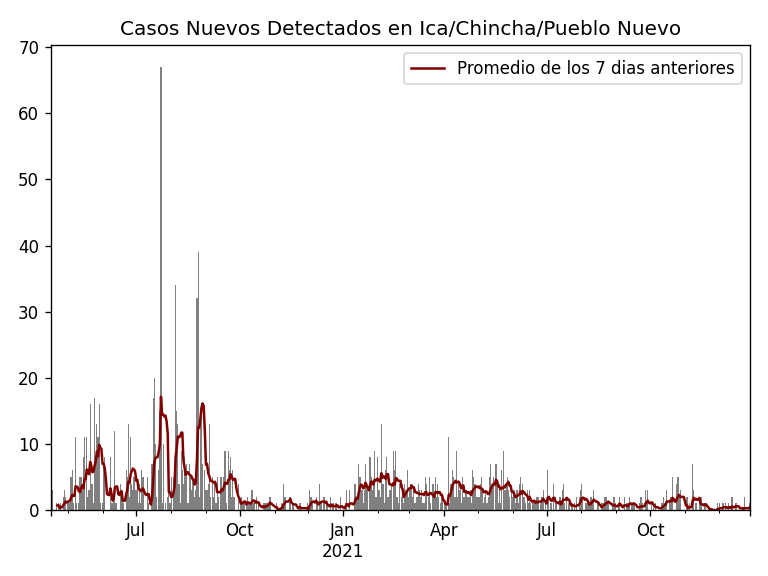 Casos Nuevos Detectados en Ica/Chincha/Pueblo Nuevo
Promedio de los 7 dias anteriores
70
60
50
40
30
20
10
0
Jul
Oct
Jan
2021
Apr
Jul
Oct